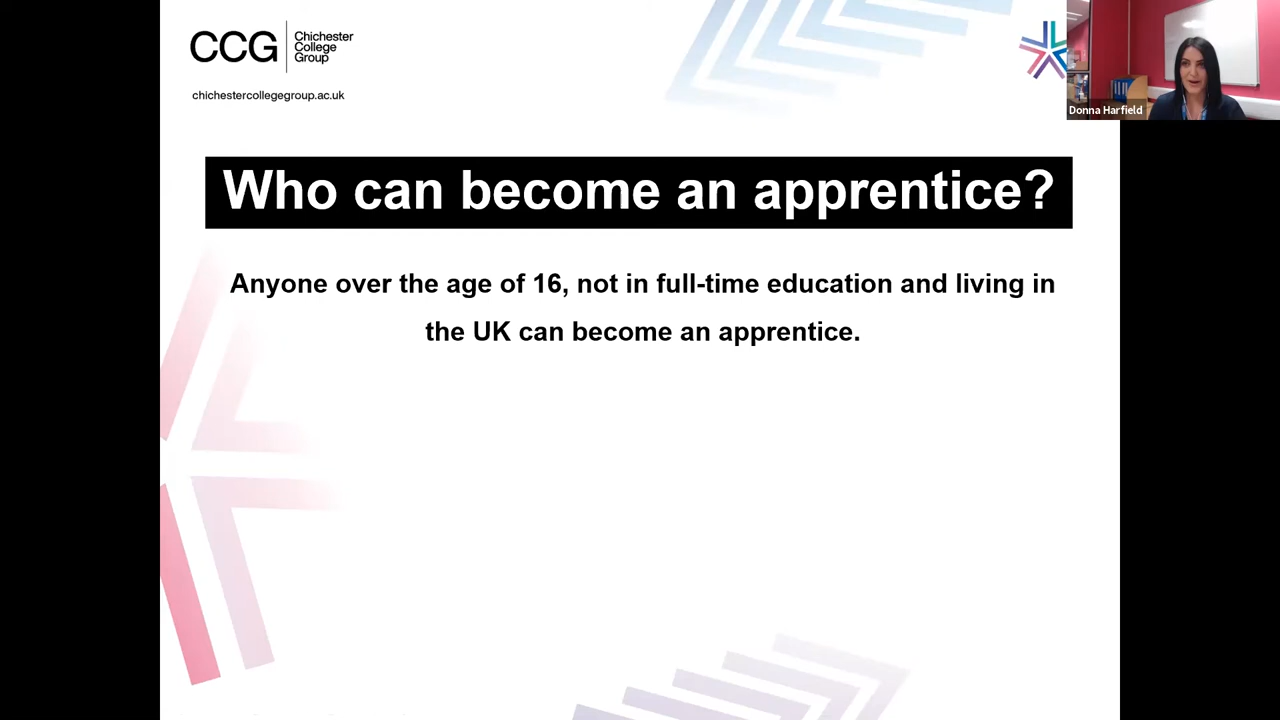 CCG
Chichester
College
Group
chichestercollegegroup.ac.uk
Donna Harfield
Who can become an apprentice?
Anyone over the age of 16, not in full-time education and living in
the UK can become an apprentice.